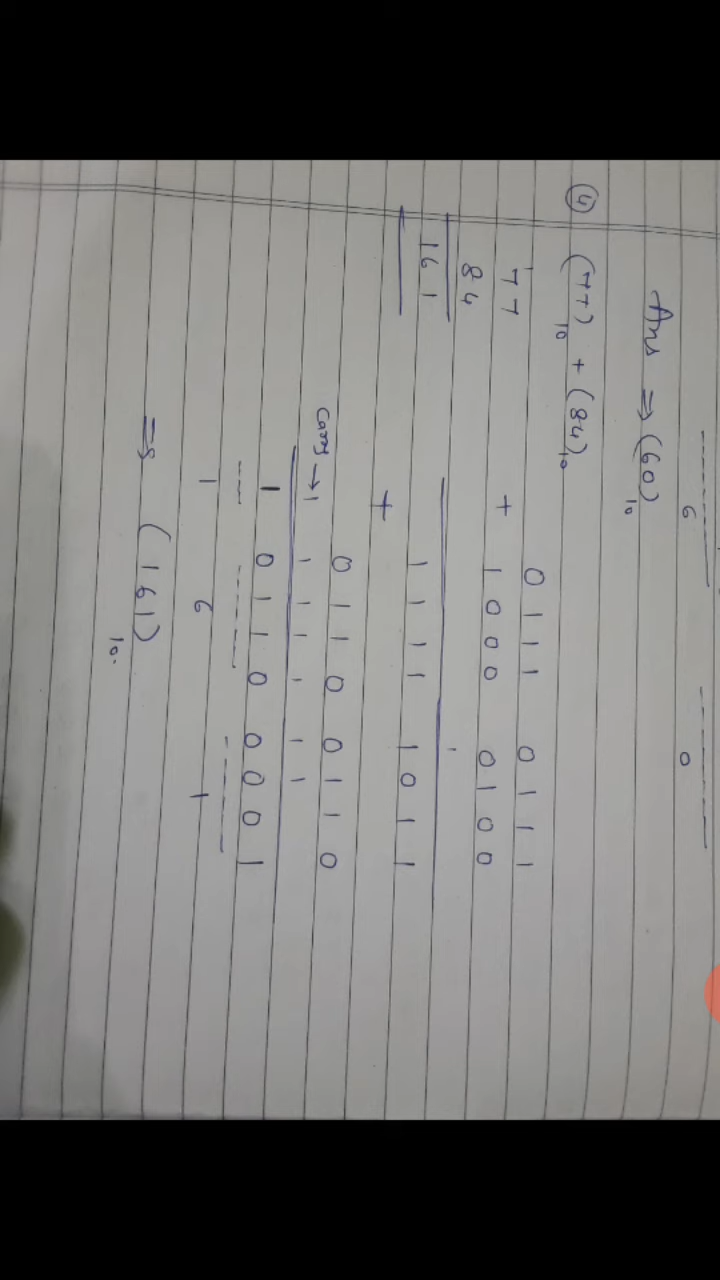 6 0
Ans ⇒ (60)10
④ (77)10 + (84)10
77 0111 0111
84 + 1000 0100
161 1111 1011
+ 0110 0110
Carry → 1 1 1 1 1 1
1 0110 0001
1 6 1
⇒ (161)10.